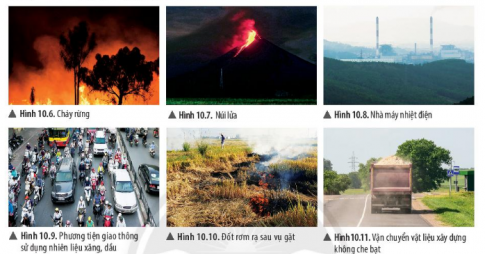 ▲ Hình 10.6. Cháy rừng
▲ Hình 10.7. Núi lửa
▲ Hình 10.8. Nhà máy nhiệt điện
▲ Hình 10.9. Phương tiện giao thông
sử dụng nhiên liệu xăng, dầu
▲ Hình 10.10. Đốt rơm rạ sau vụ gặt
▲ Hình 10.11. Vận chuyển vật liệu xây dựng
không che bạt